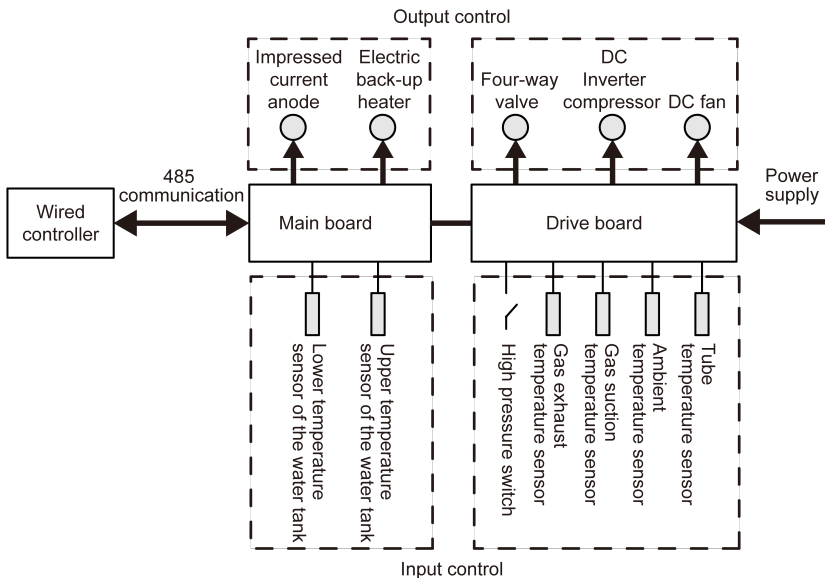 Output control
Impressed
current
anode
Electric
back-up
heater
Four-way
valve
DC
Inverter
compressor
DC fan
485
communication
Power
supply
Wired
controller
Main board
Drive board
Lower temperature
sensor of the water tank
Upper temperature
sensor of the water tank
High pressure switch
Gas exhaust
temperature sensor
Gas suction
temperature sensor
Ambient
temperature sensor
Tube
temperature sensor
Input control